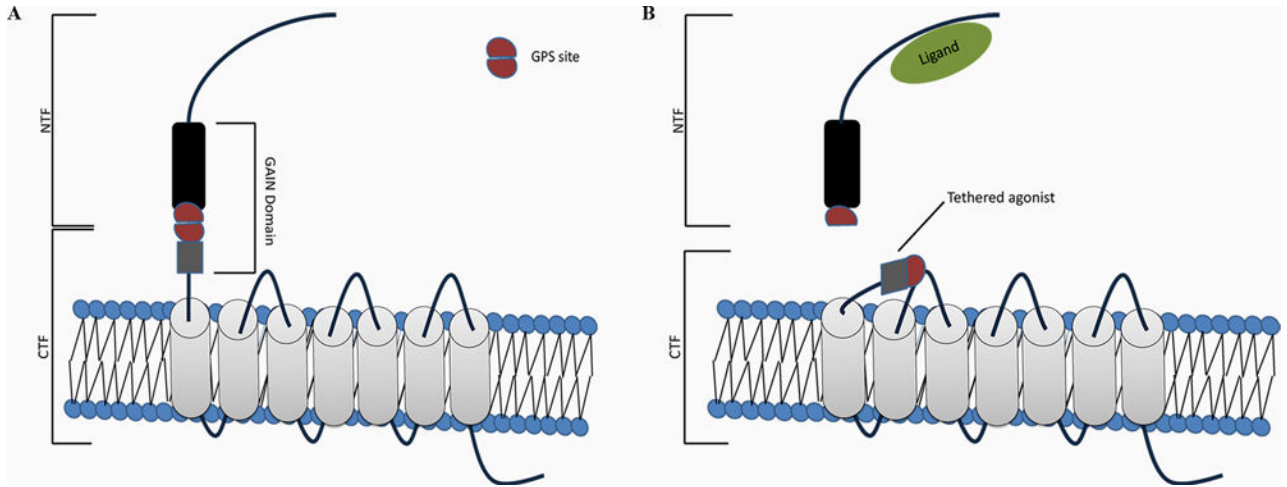 A
NTF
GPS site
GAIN Domain
CTF
B
NTF
Ligand
Tethered agonist
CTF